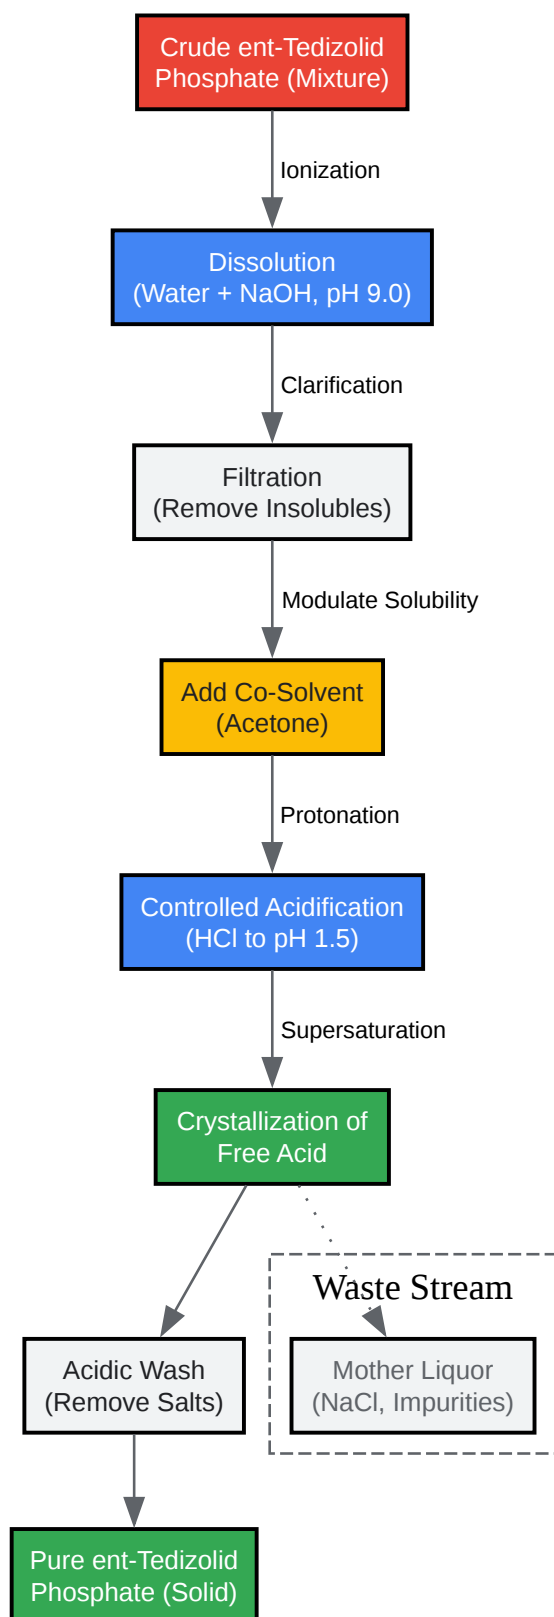 Crude ent-Tedizolid
Phosphate (Mixture)
Ionization
Dissolution
(Water + NaOH, pH 9.0)
Clarification
Filtration
(Remove Insolubles)
Modulate Solubility
Add Co-Solvent
(Acetone)
Protonation
Controlled Acidification
(HCl to pH 1.5)
Supersaturation
Crystallization of
Free Acid
Waste Stream
Acidic Wash
(Remove Salts)
Mother Liquor
(NaCl, Impurities)
Pure ent-Tedizolid
Phosphate (Solid)